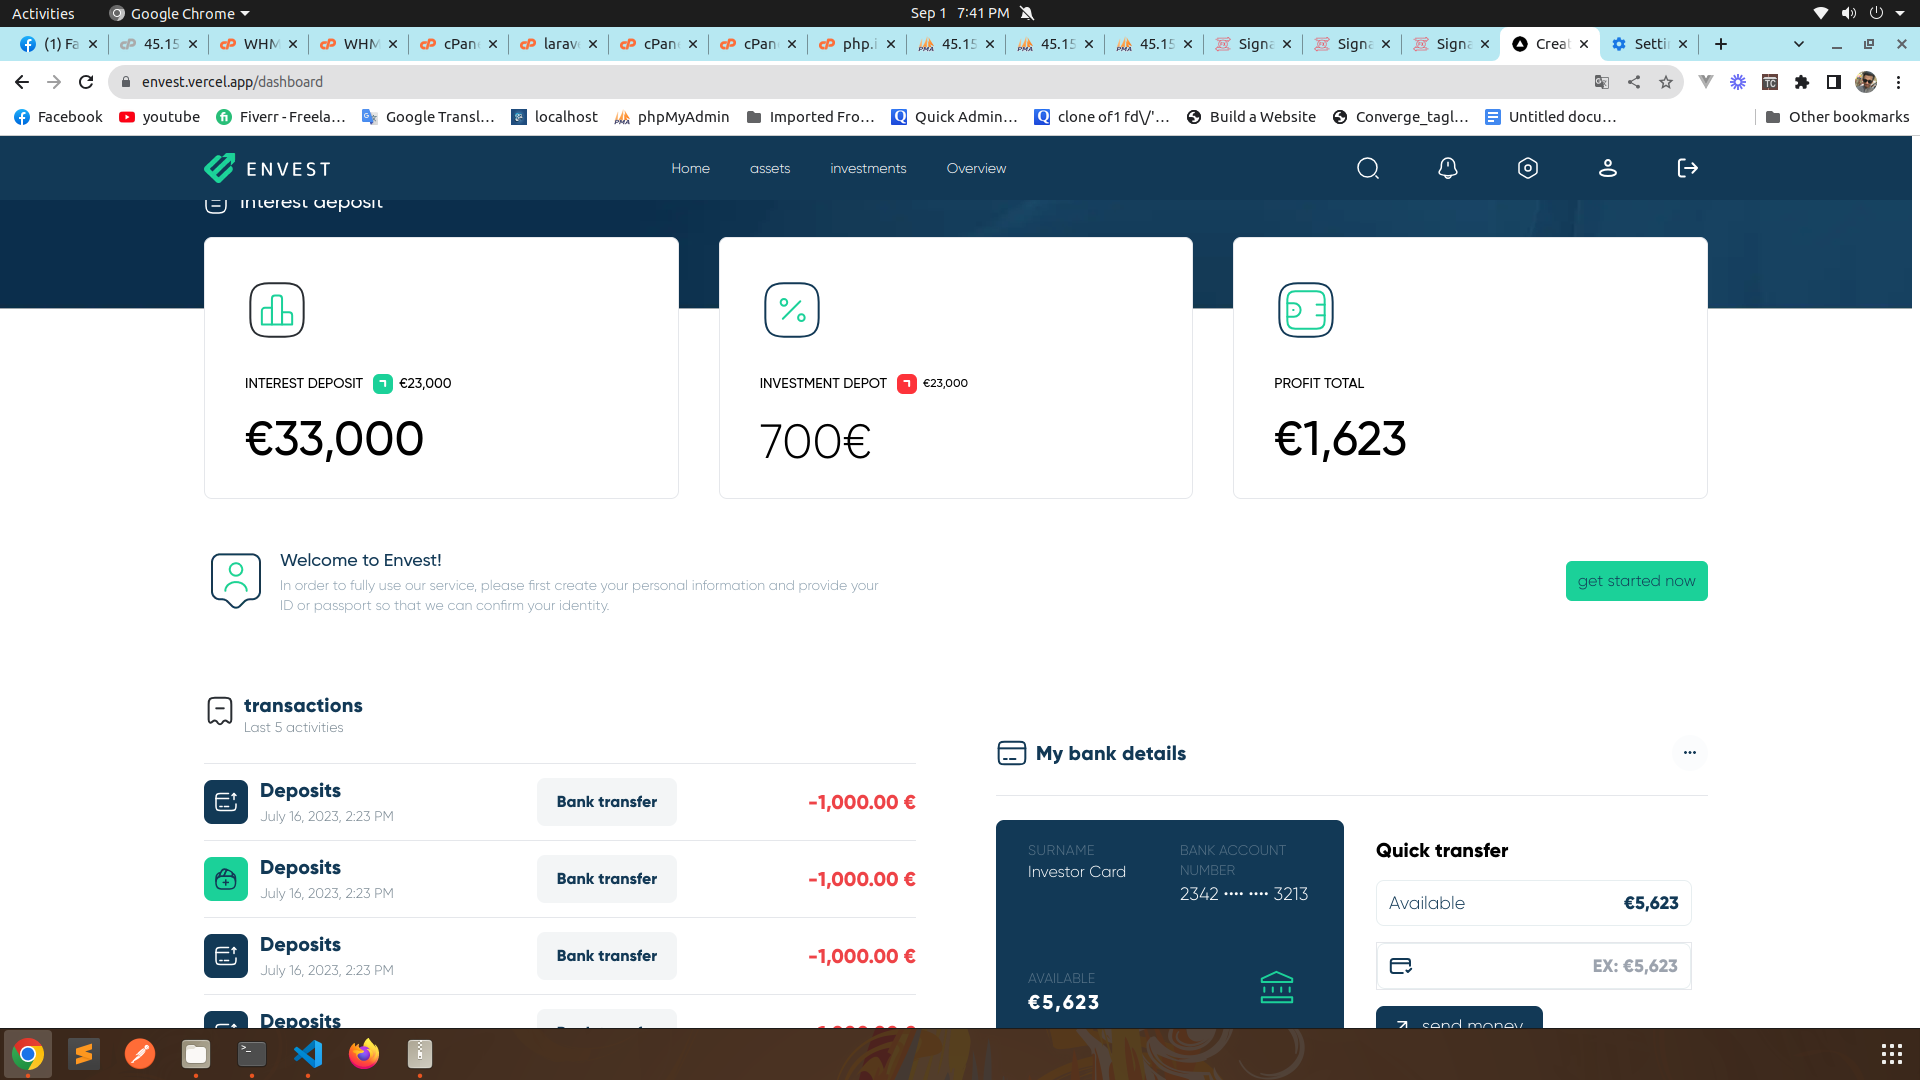 Activities
Google Chrome
Sep 1 7:41 PM
(1) Fa
45.15
WHM
WHM
cPan
larav
cPan
cPan
php.i
45.15
45.15
45.15
Signa
Signa
Signa
Creat
Settin
envest.vercel.app/dashboard
TC
Facebook
youtube
Fiverr - Freela...
Google Transl...
localhost
phpMyAdmin
Imported Fro...
Quick Admin...
clone of1 fd\/'...
Build a Website
Converge_tagl...
Untitled docu...
Other bookmarks
ENVEST
Home
assets
investments
Overview
Interest deposit
INTEREST DEPOSIT €23,000
€33,000
INVESTMENT DEPOT €23,000
700€
PROFIT TOTAL
€1,623
Welcome to Envest!
In order to fully use our service, please first create your personal information and provide your
ID or passport so that we can confirm your identity.
get started now
transactions
Last 5 activities
Deposits
July 16, 2023, 2:23 PM
Bank transfer
-1,000.00 €
Deposits
July 16, 2023, 2:23 PM
Bank transfer
-1,000.00 €
Deposits
July 16, 2023, 2:23 PM
Bank transfer
-1,000.00 €
Deposits
My bank details
SURNAME
Investor Card
BANK ACCOUNT
NUMBER
2342 •••• •••• 3213
AVAILABLE
€5,623
Quick transfer
Available
€5,623
EX: €5,623
send money